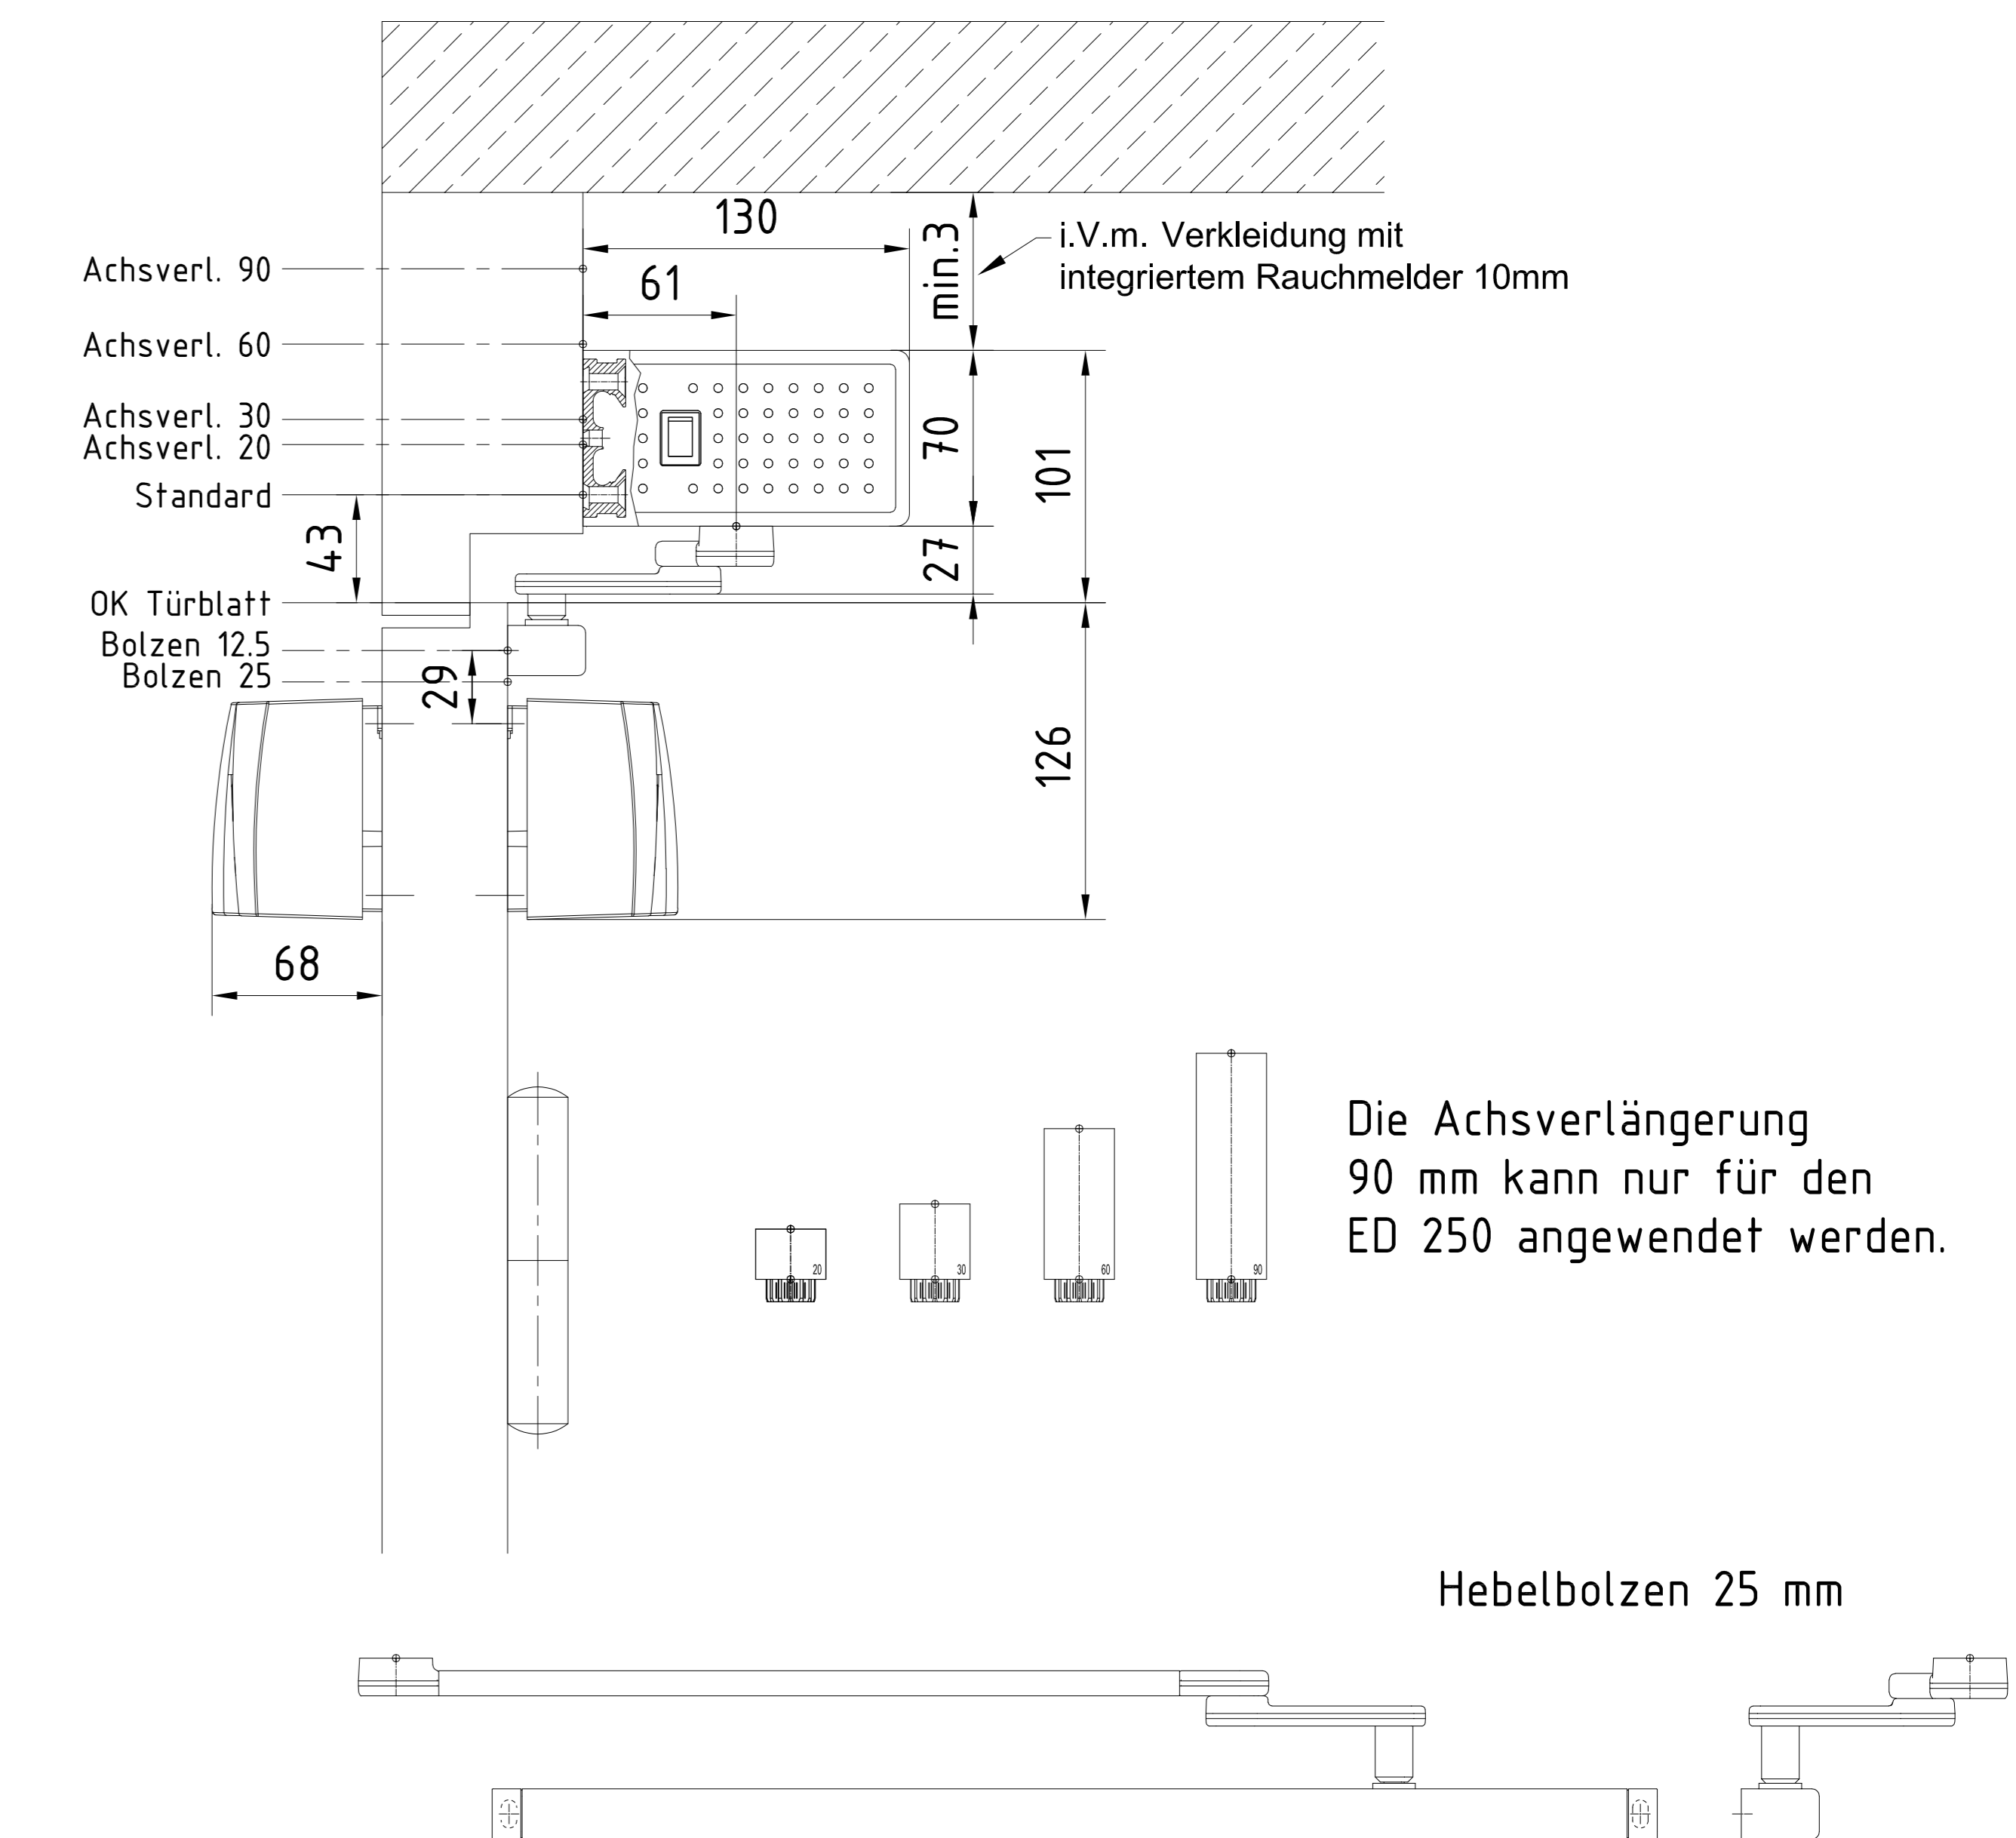 130
min.3
i.V.m. Verkleidung mit
integriertem Rauchmelder 10mm
Achsverl. 90
61
Achsverl. 60
Achsverl. 30
Achsverl. 20
70
101
Standard
43
27
OK Türblatt
Bolzen 12.5
Bolzen 25
29
126
68
Die Achsverlängerung
90 mm kann nur für den
ED 250 angewendet werden.
20
30
60
90
Hebelbolzen 25 mm